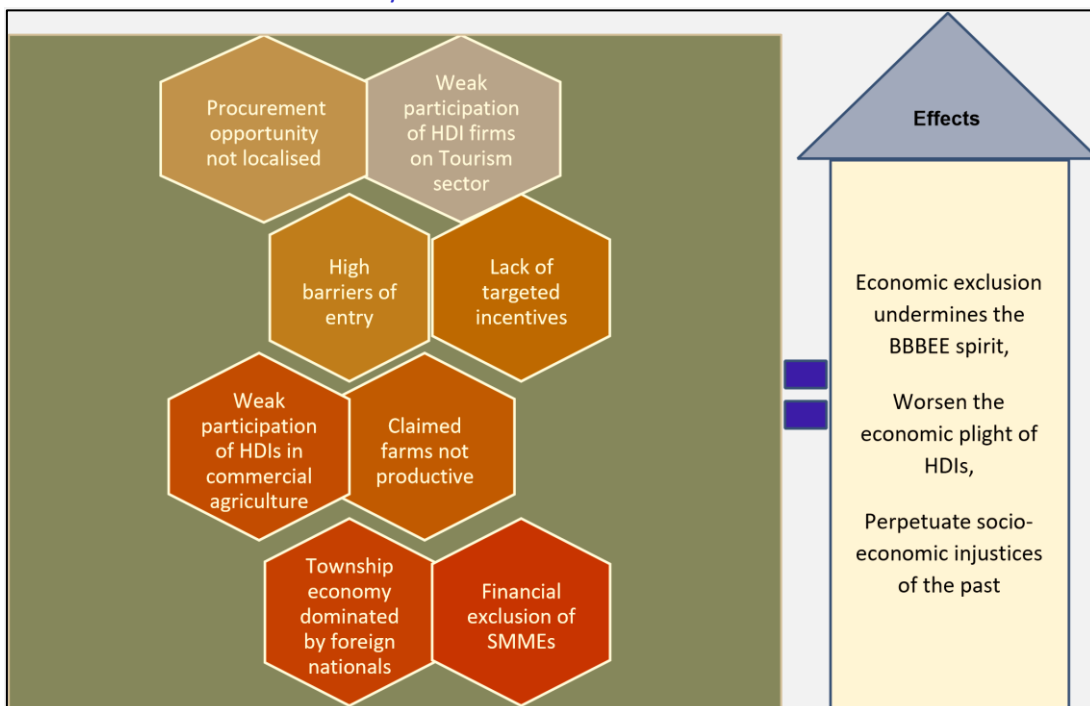 Procurement
opportunity
not localised
Weak
participation
of HDI firms
on Tourism
sector
High
barriers of
entry
Lack of
targeted
incentives
Weak
participation
of HDIs in
commercial
agriculture
Claimed
farms not
productive
Township
economy
dominated
by foreign
nationals
Financial
exclusion of
SMMEs
Effects
Economic exclusion
undermines the
BBBEE spirit,
Worsen the
economic plight of
HDIs,
Perpetuate socio-
economic injustices
of the past